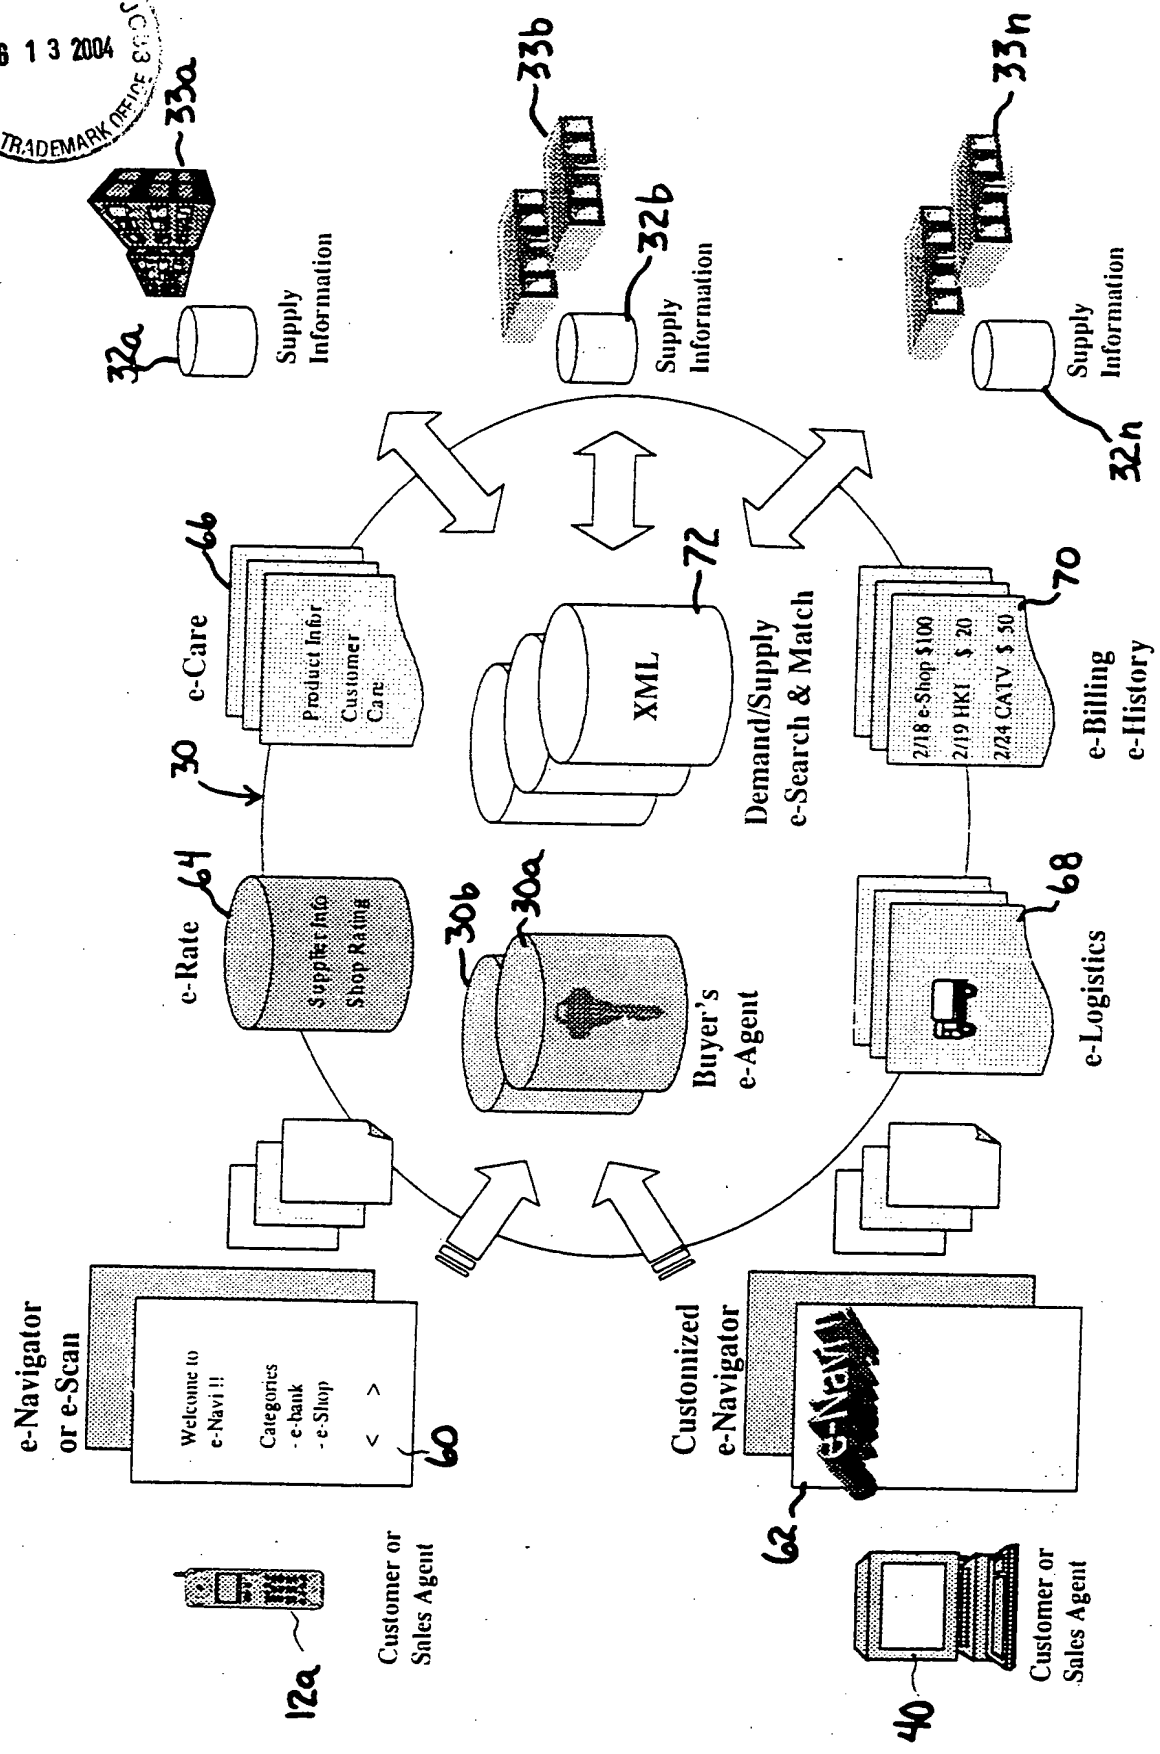 6 1 3 2004
TRADEMARK OFFICE
e-Navigator
or e-Scan
Welcome to
e-Navi !!
Categories
- e-bank
- e-Shop
< >
60
12a
Customer or
Sales Agent
Customized
e-Navigator
e-Navi
62
40
Customer or
Sales Agent
e-Rate
64
Supplier Info
Shop Rating
30
e-Care
66
Product Infor
Customer
Care
30b
30a
Buyer's
e-Agent
72
XML
Demand/Supply
e-Search & Match
68
e-Logistics
70
2/18 e-Shop $100
2/19 HKI $ 20
2/24 CATV $ 50
e-Billing
e-History
32a
33a
Supply
Information
32b
33b
Supply
Information
32n
33n
Supply
Information